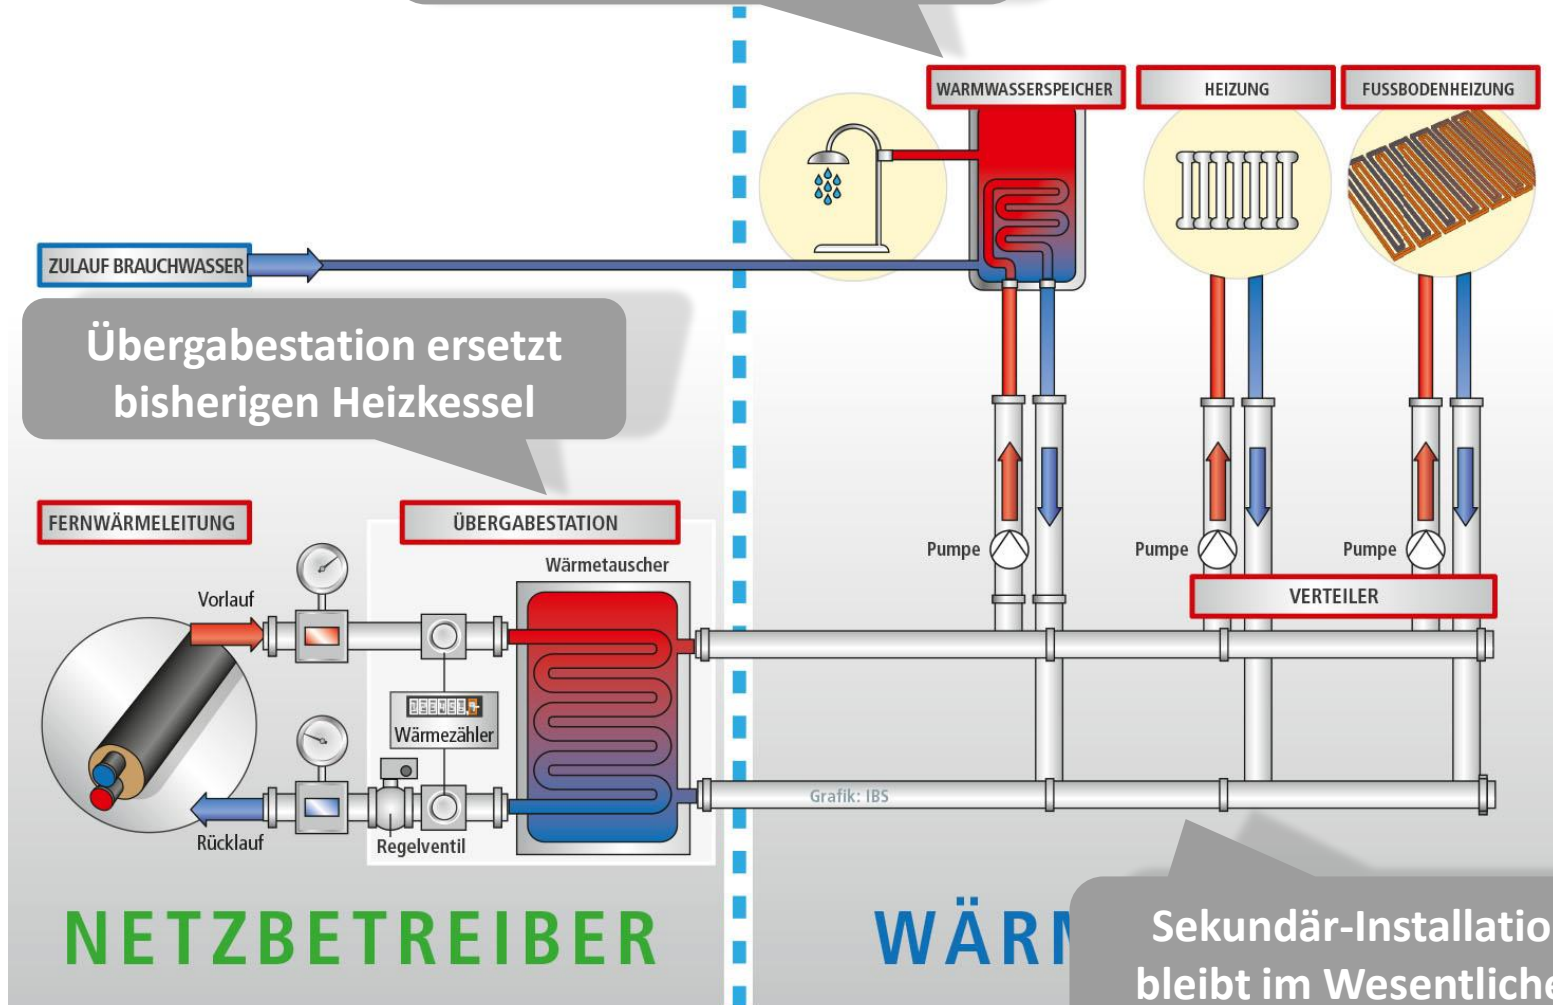 WARMWASSERSPEICHER
HEIZUNG
FUSSBODENHEIZUNG
ZULAUF BRAUCHWASSER
Übergabestation ersetzt
bisherigen Heizkessel
FERNWÄRMELEITUNG
ÜBERGABESTATION
Wärmetauscher
Pumpe
Pumpe
Pumpe
VERTEILER
Vorlauf
Wärmezähler
Grafik: IBS
Rücklauf
Regelventil
NETZBETREIBER
WÄR
Sekundär-Installatio
bleibt im Wesentliche